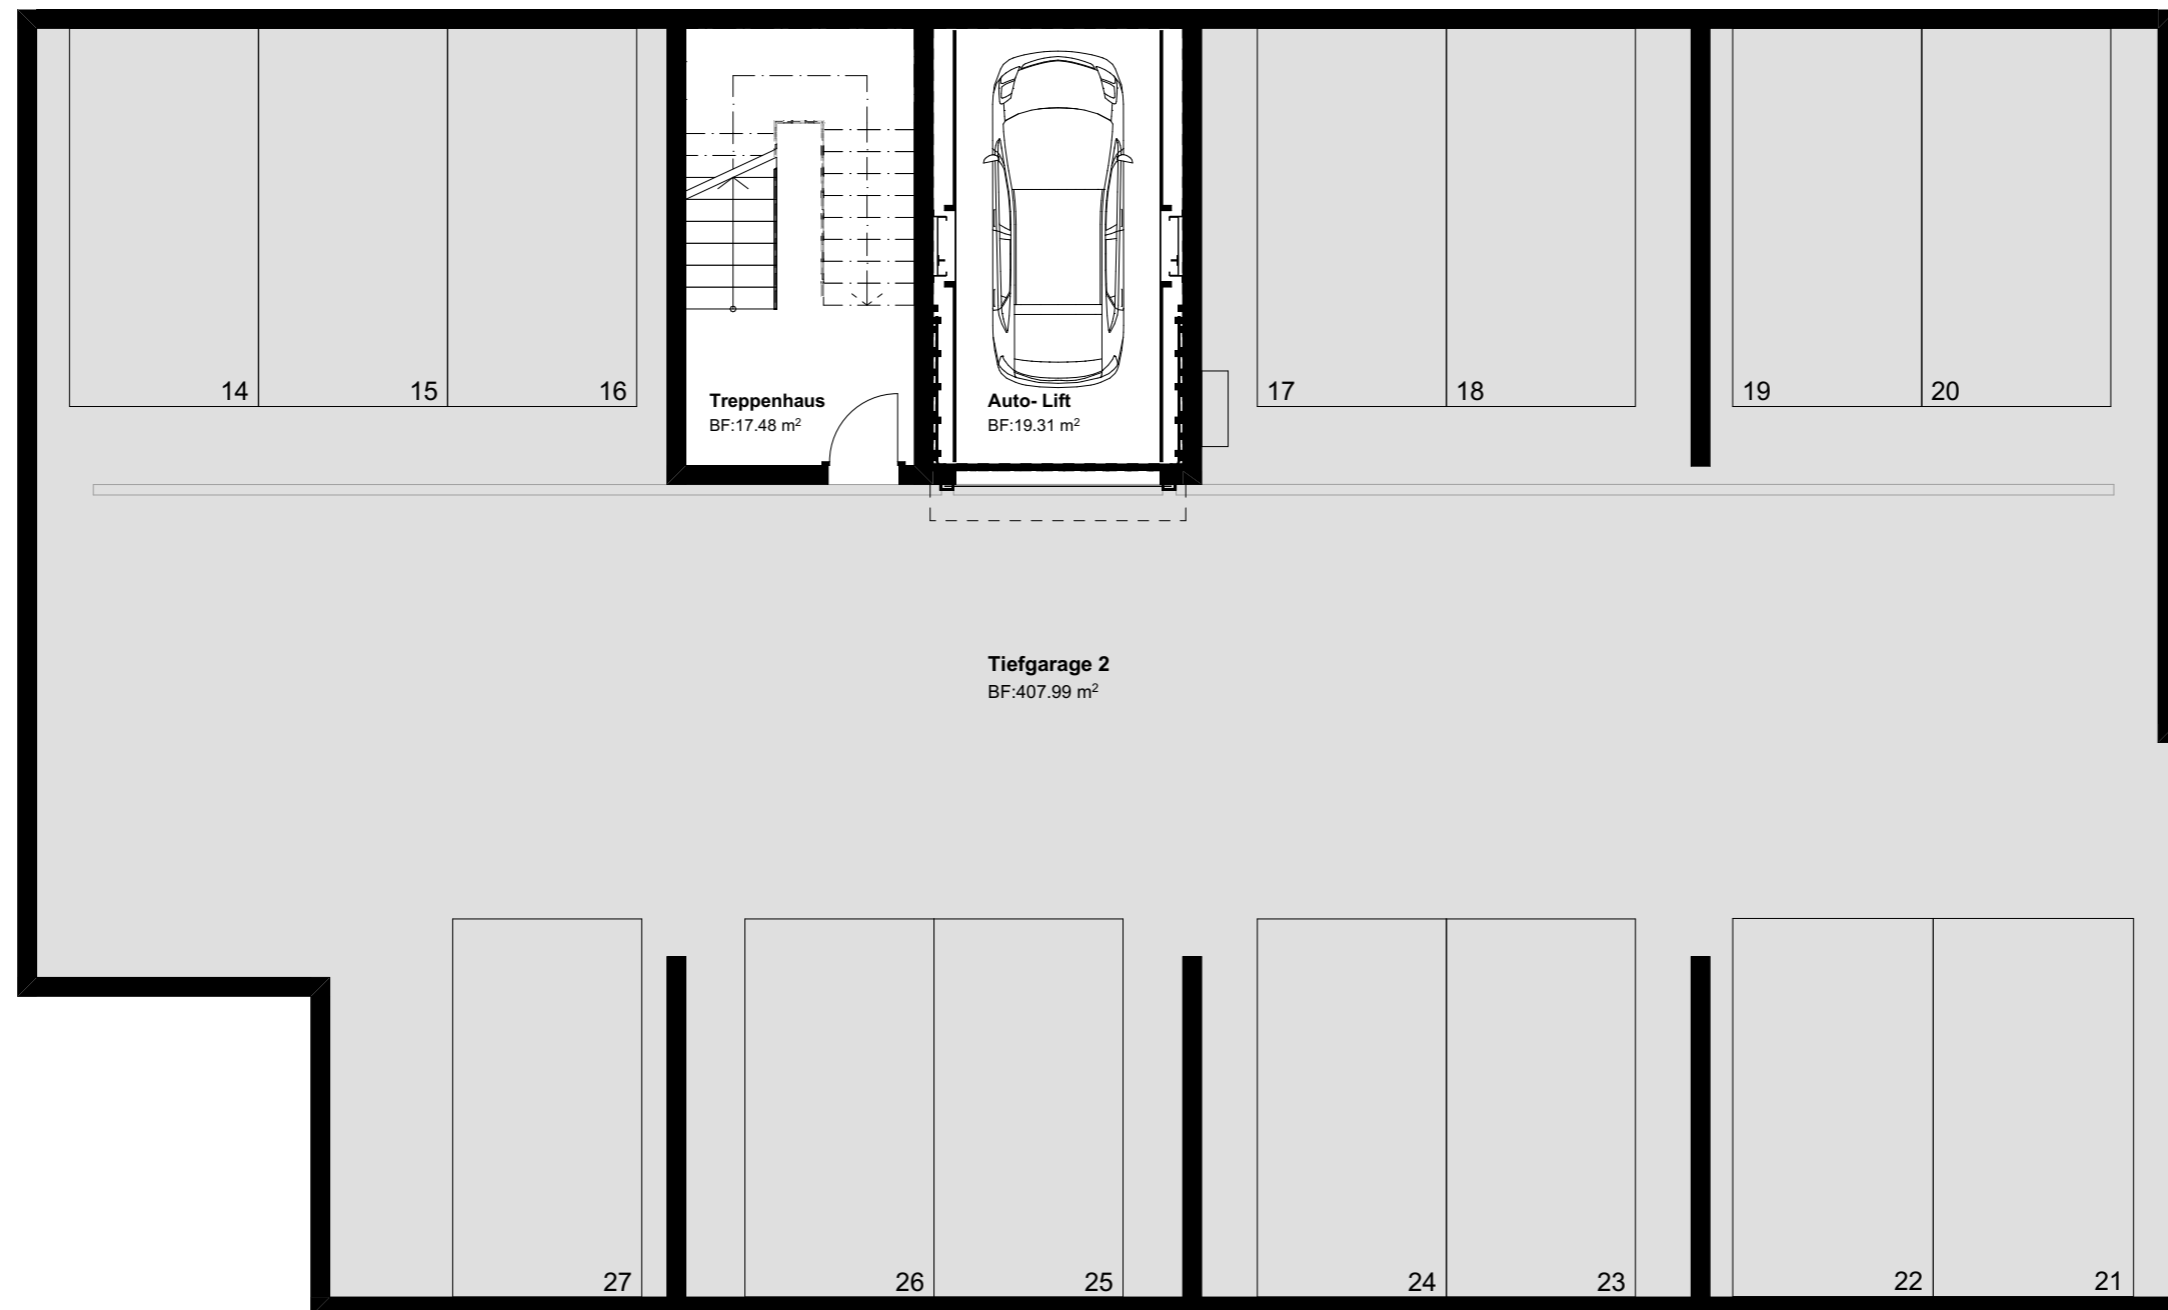 14
15
16
Treppenhaus
BF:17.48 m²
Auto- Lift
BF:19.31 m²
17
18
19
20
Tiefgarage 2
BF:407.99 m²
27
26
25
24
23
22
21